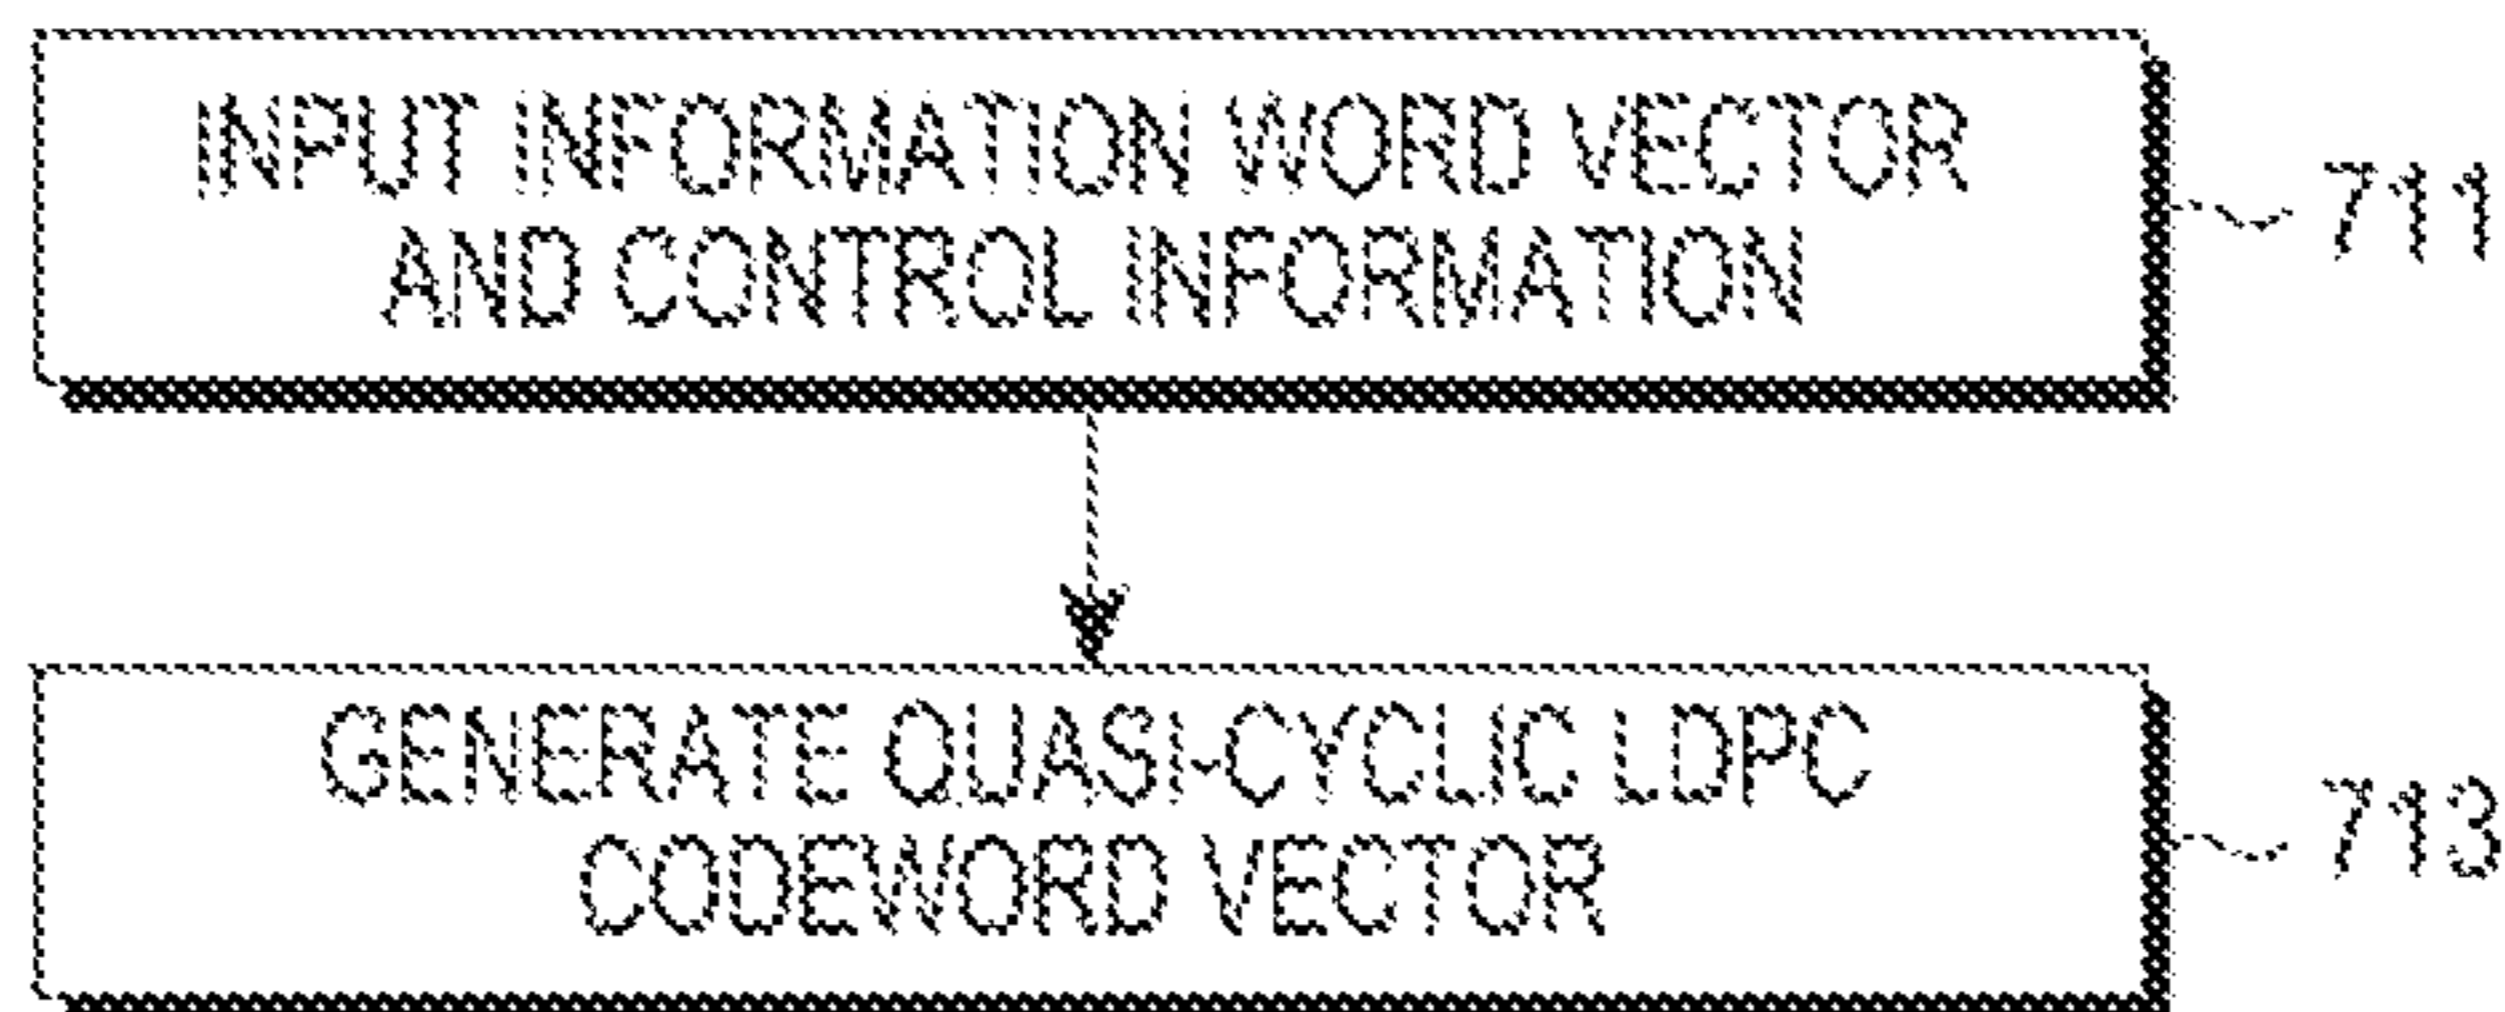 INPUT INFORMATION WORD VECTOR
AND CONTROL INFORMATION
711
GENERATE QUASI-CYCLIC LDPC
CODEWORD VECTOR
713